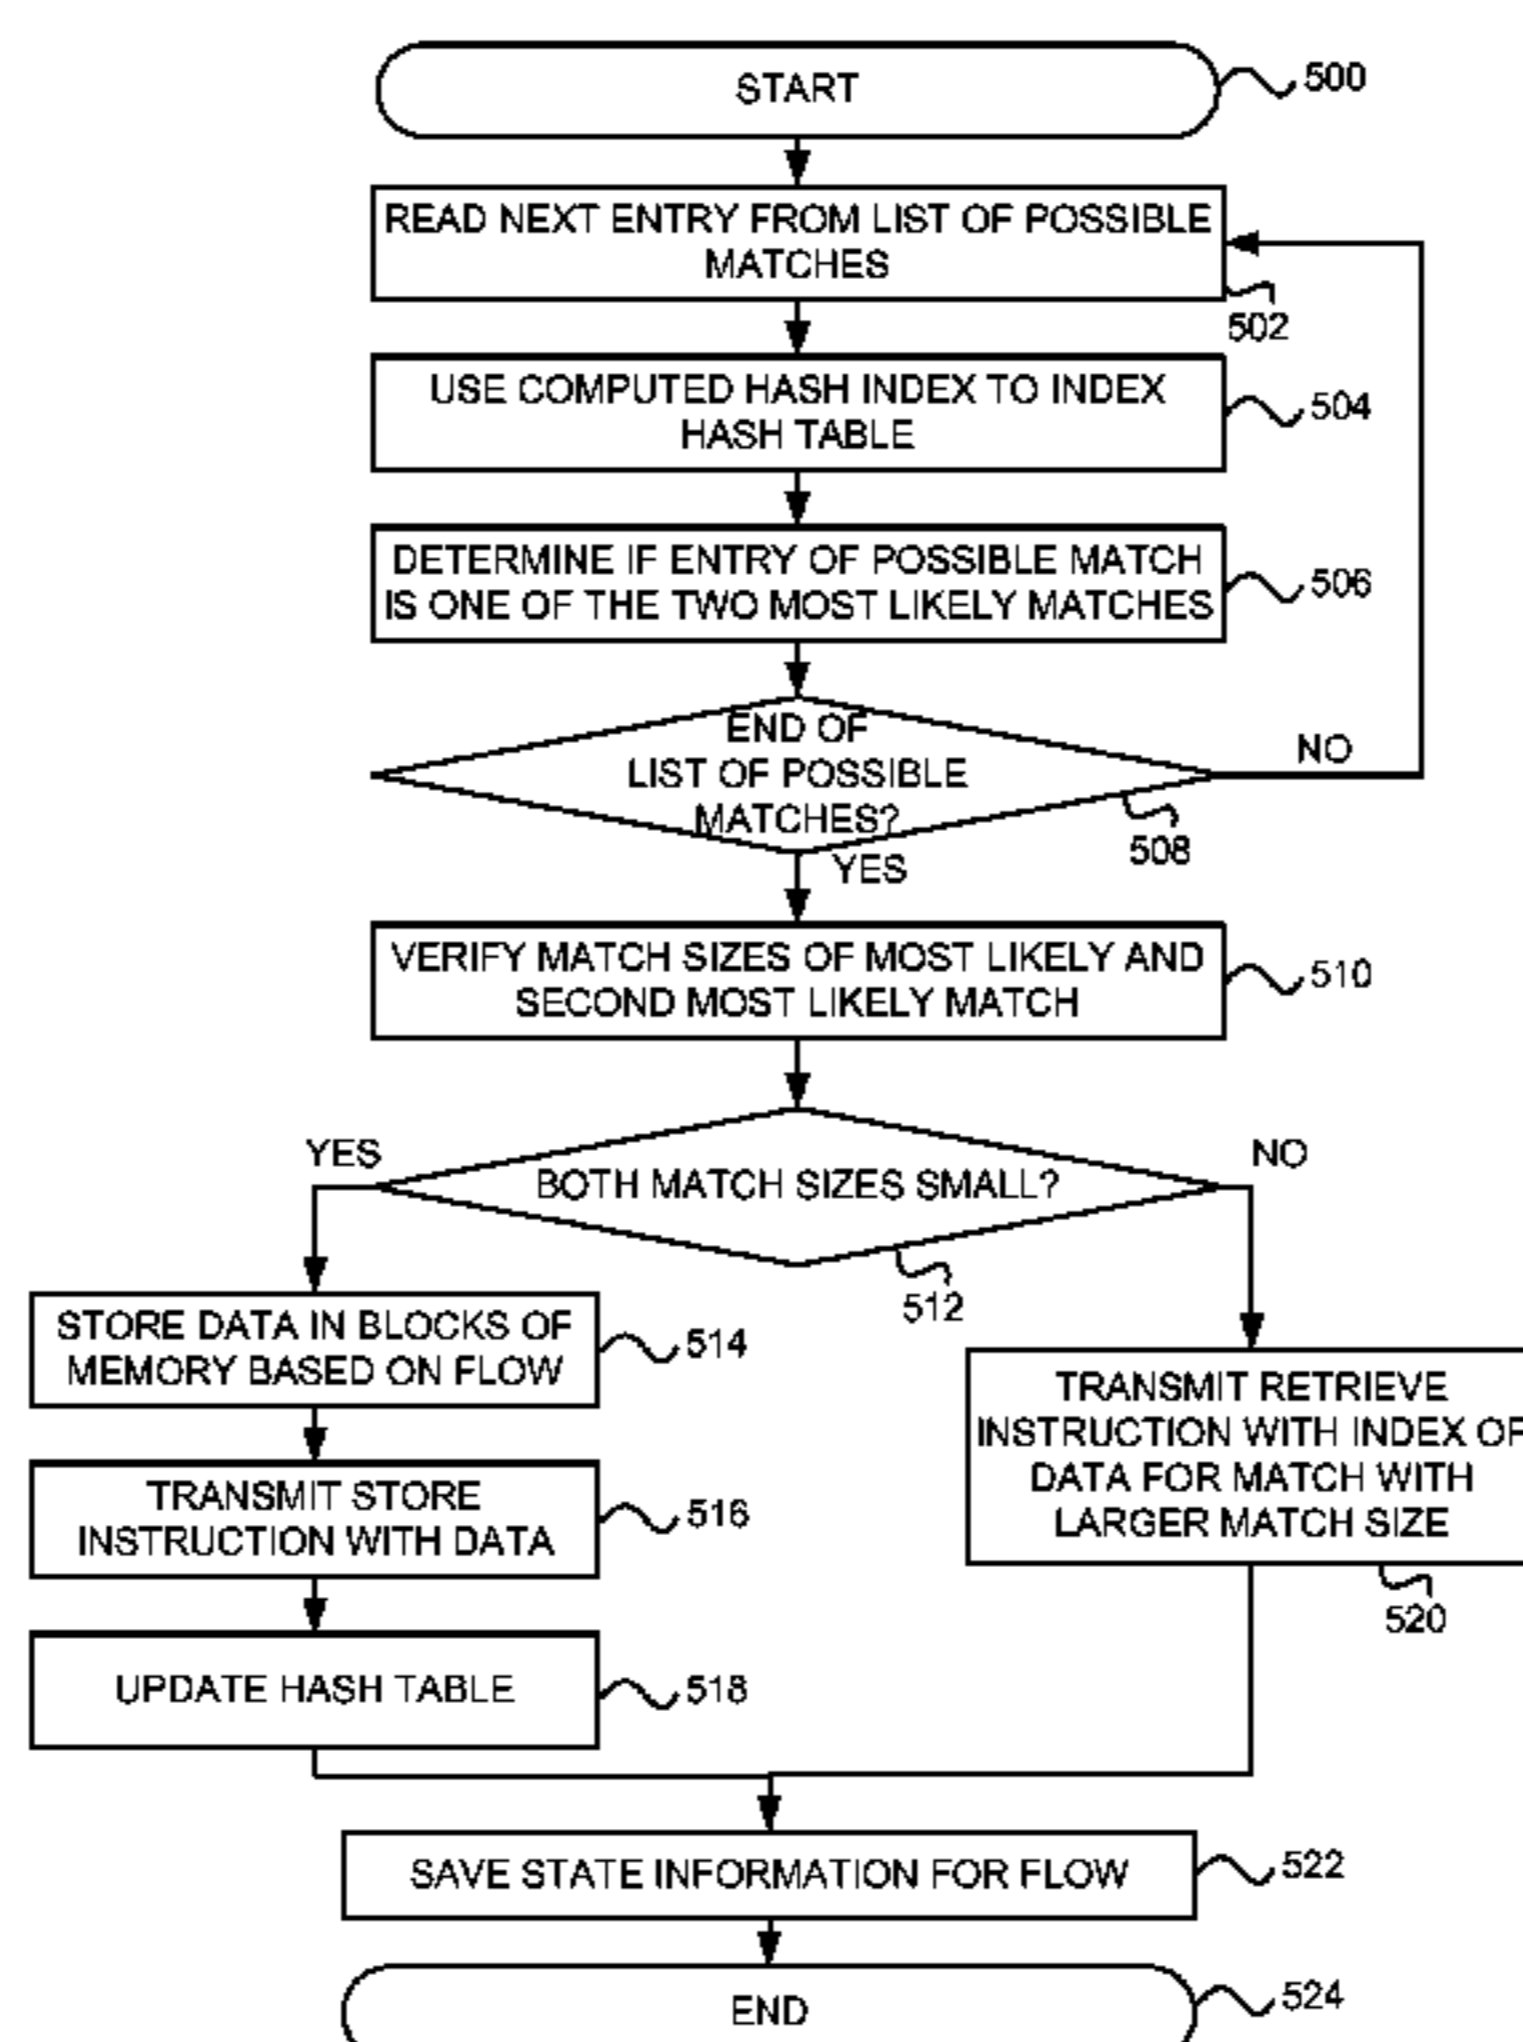 START
500
READ NEXT ENTRY FROM LIST OF POSSIBLE
MATCHES
502
USE COMPUTED HASH INDEX TO INDEX
HASH TABLE
504
DETERMINE IF ENTRY OF POSSIBLE MATCH
IS ONE OF THE TWO MOST LIKELY MATCHES
506
END OF
LIST OF POSSIBLE
MATCHES?
NO
508
YES
VERIFY MATCH SIZES OF MOST LIKELY AND
SECOND MOST LIKELY MATCH
510
YES
BOTH MATCH SIZES SMALL?
NO
512
STORE DATA IN BLOCKS OF
MEMORY BASED ON FLOW
514
TRANSMIT STORE
INSTRUCTION WITH DATA
516
UPDATE HASH TABLE
518
TRANSMIT RETRIEVE
INSTRUCTION WITH INDEX OF
DATA FOR MATCH WITH
LARGER MATCH SIZE
520
SAVE STATE INFORMATION FOR FLOW
522
END
524